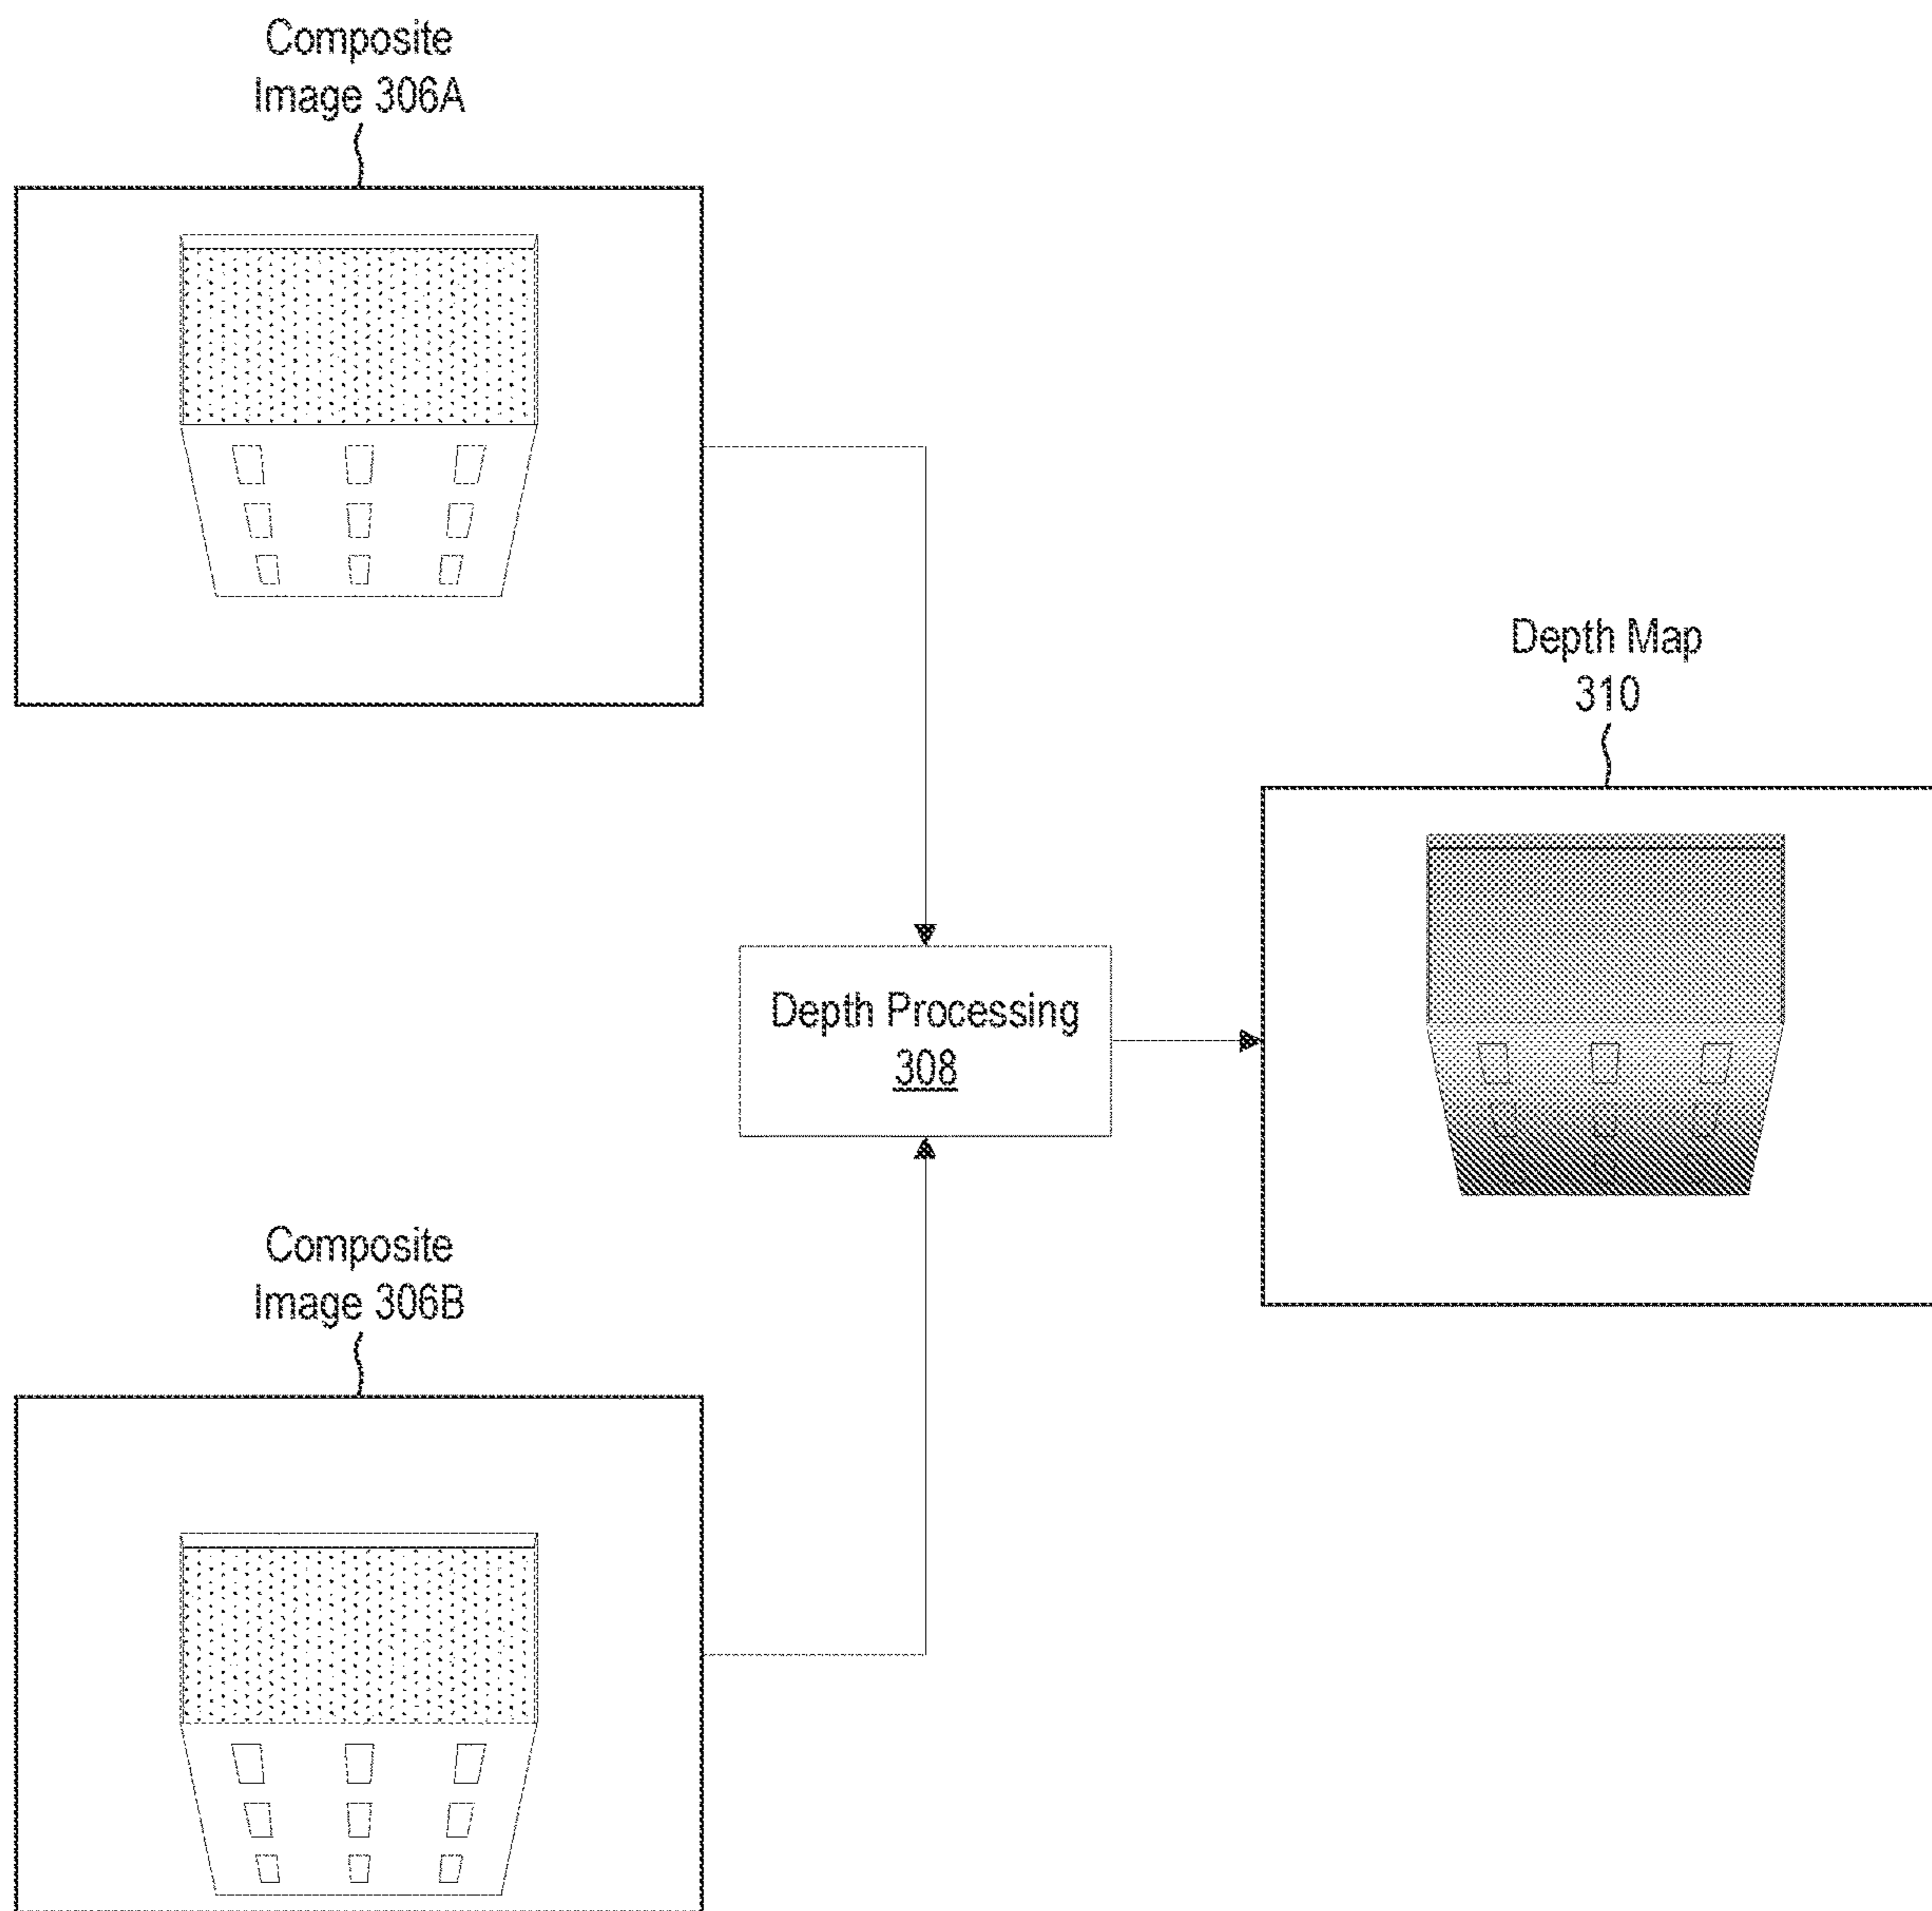 Composite
Image 306A
Depth Map
310
Depth Processing
308
Composite
Image 306B